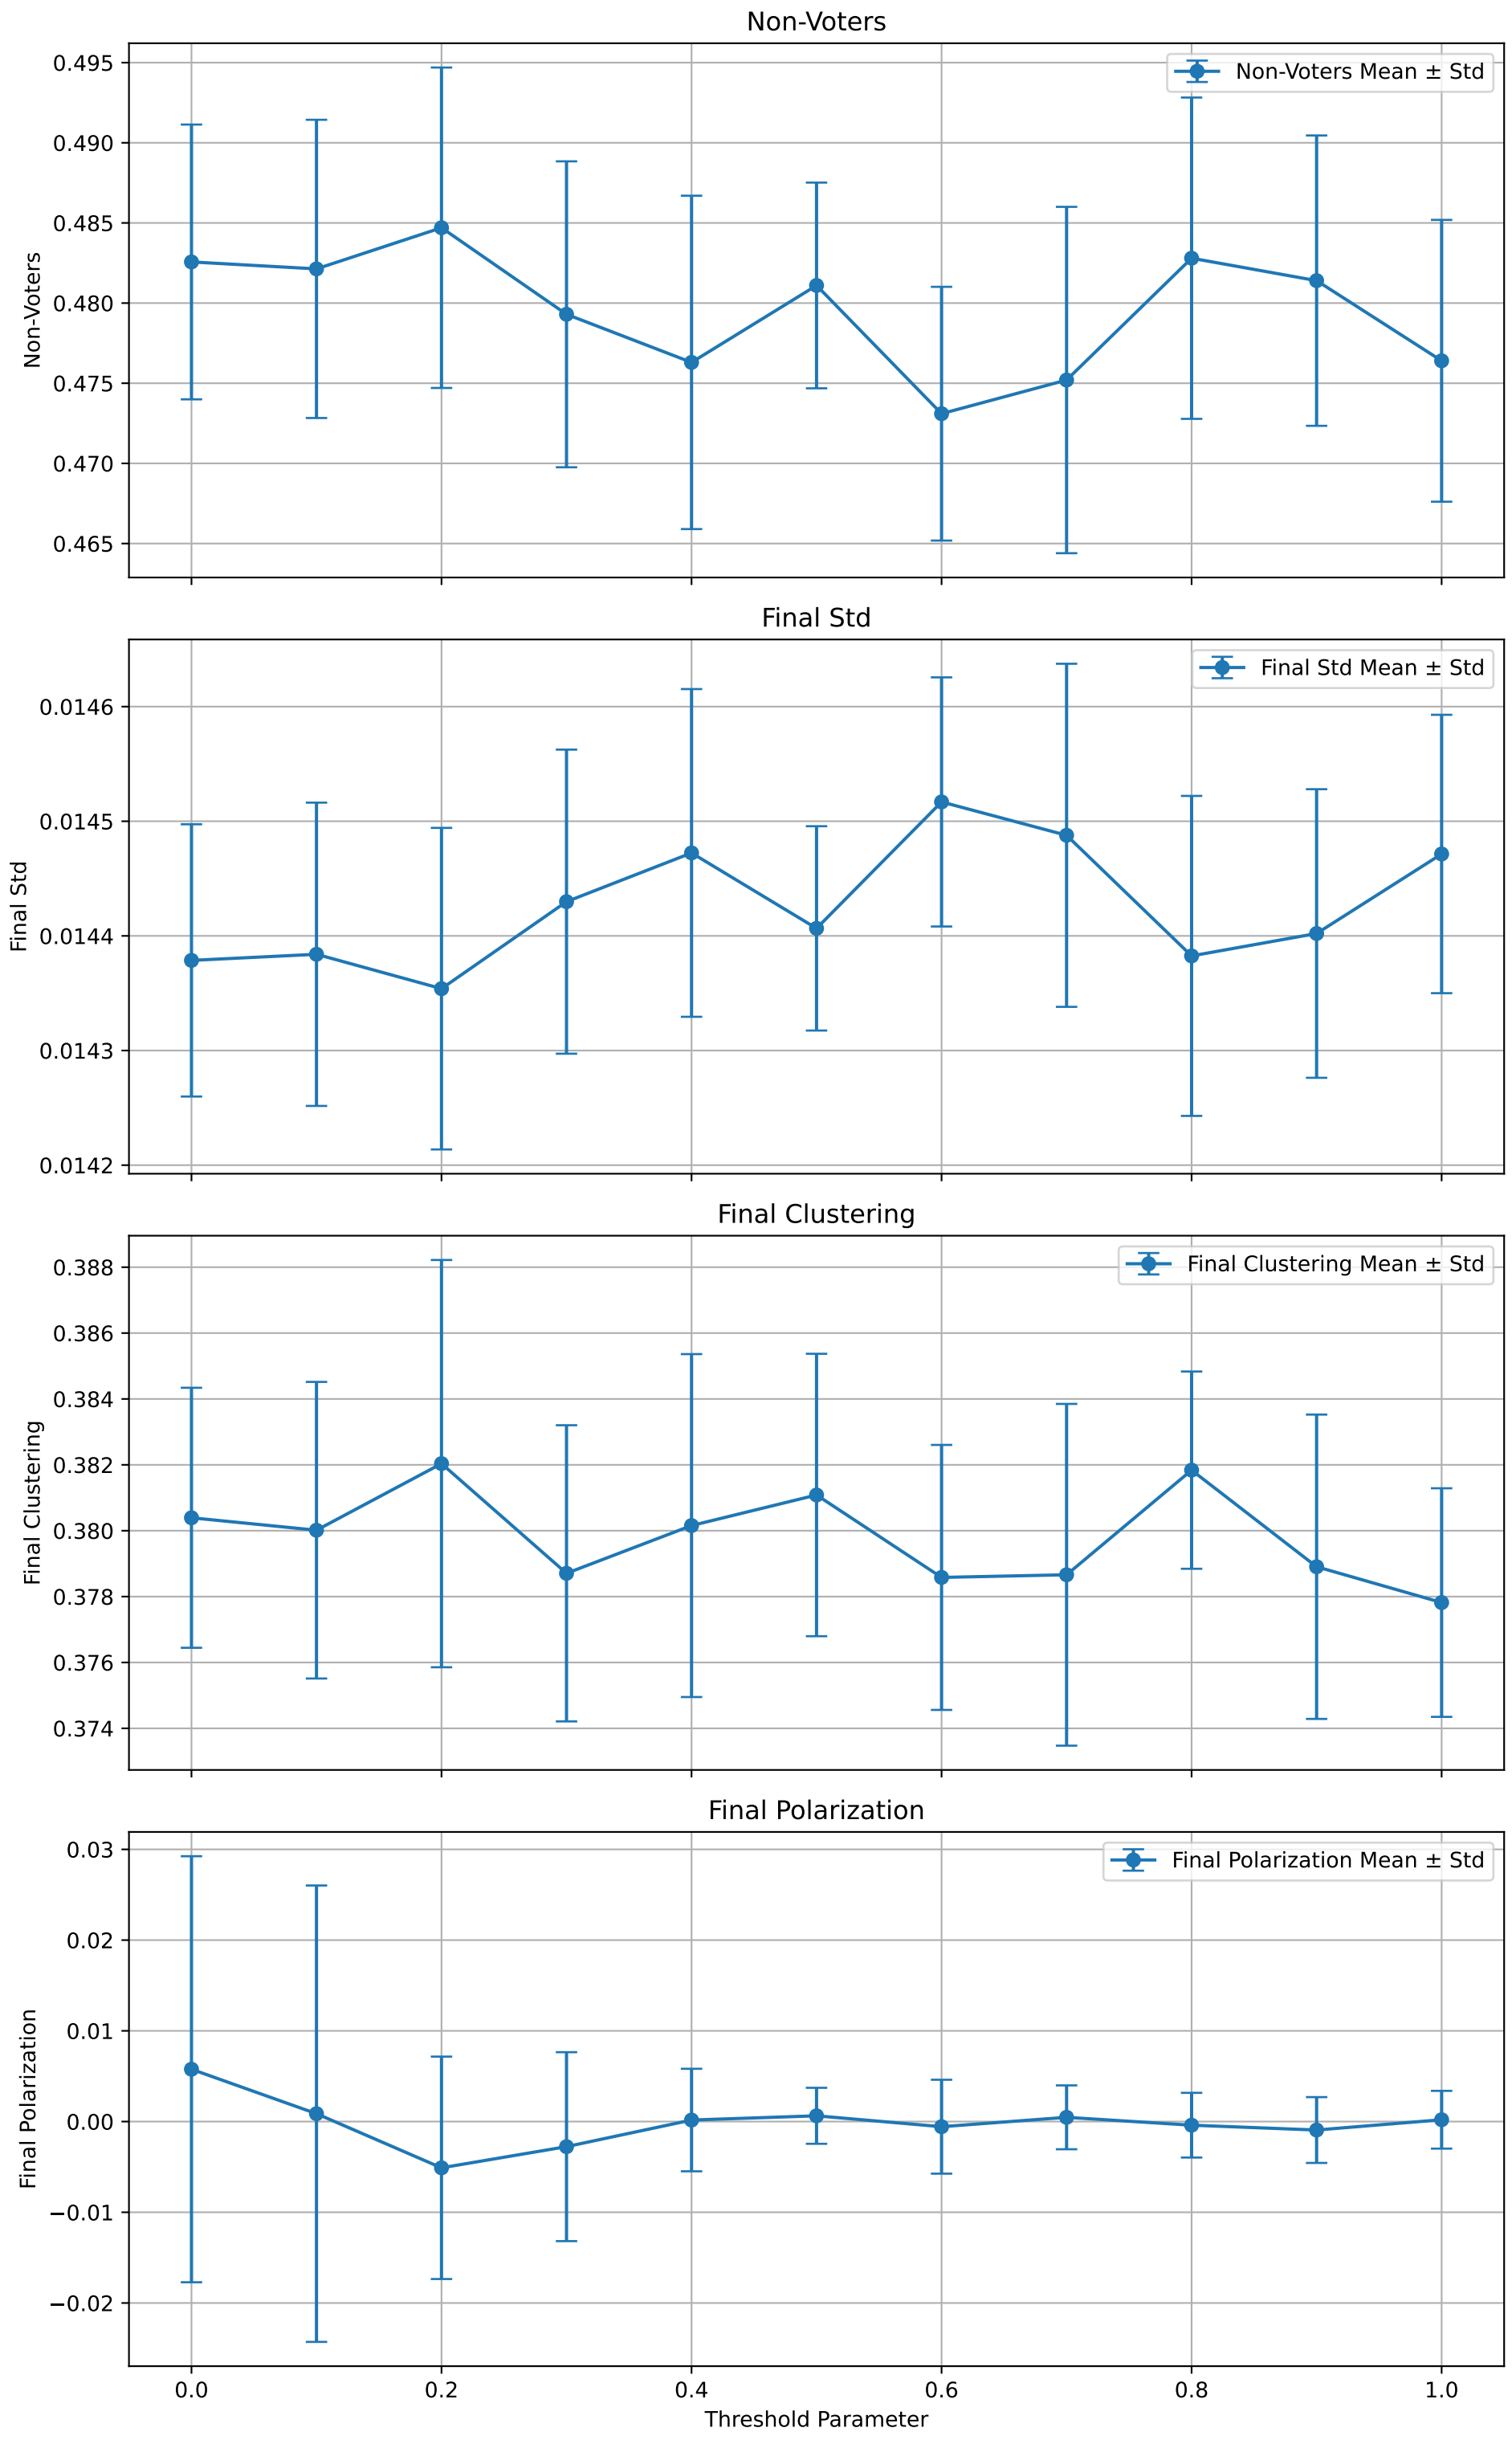 Non-Voters
0.495
0.490
0.485
0.480
0.475
0.470
0.465
Non-Voters
Non-Voters Mean ± Std
Final Std
0.0146
0.0145
0.0144
0.0143
0.0142
Final Std
Final Std Mean ± Std
Final Clustering
0.388
0.386
0.384
0.382
0.380
0.378
0.376
0.374
Final Clustering
Final Clustering Mean ± Std
Final Polarization
0.03
0.02
0.01
0.00
−0.01
−0.02
Final Polarization
Final Polarization Mean ± Std
0.0 0.2 0.4 0.6 0.8 1.0
Threshold Parameter